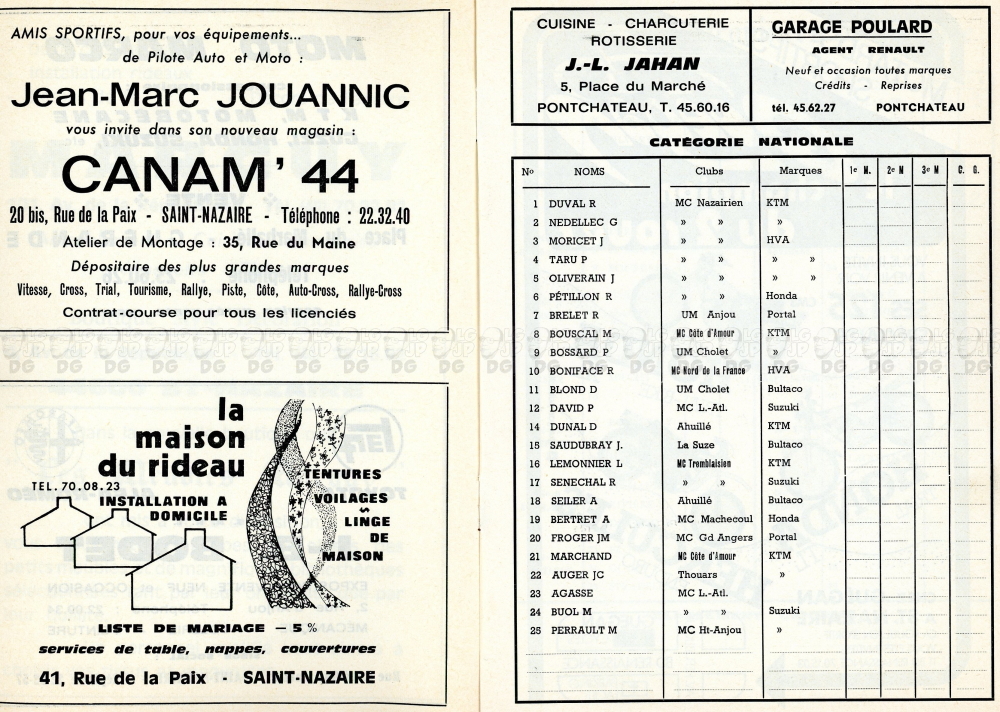 AMIS SPORTIFS, pour vos équipements...
de Pilote Auto et Moto :
Jean-Marc JOUANNIC
vous invite dans son nouveau magasin :
CANAM' 44
20 bis, Rue de la Paix - SAINT-NAZAIRE - Téléphone : 22.32.40
Atelier de Montage : 35, Rue du Maine
Dépositaire des plus grandes marques
Vitesse, Cross, Trial, Tourisme, Rallye, Piste, Côte, Auto-Cross, Rallye-Cross
Contrat-course pour tous les licenciés
la
maison
du rideau
TEL. 70.08.23
INSTALLATION A
DOMICILE
TENTURES
VOILAGES
LINGE
DE
MAISON
LISTE DE MARIAGE - 5 %
services de table, nappes, couvertures
41, Rue de la Paix - SAINT-NAZAIRE
CUISINE - CHARCUTERIE
ROTISSERIE
J.-L. JAHAN
5, Place du Marché
PONTCHATEAU, T. 45.60.16
GARAGE POULARD
AGENT RENAULT
Neuf et occasion toutes marques
Crédits - Reprises
tél. 45.62.27 PONTCHATEAU
CATÉGORIE NATIONALE
No NOMS Clubs Marques 1e M. 2e M 3e M C. G.
1 DUVAL R MC Nazairien KTM
2 NEDELLEC G » » »
3 MORICET J » » HVA
4 TARU P » » » »
5 OLIVERAIN J » » » »
6 PÉTILLON R » » Honda
7 BRELET R UM Anjou Portal
8 BOUSCAL M MC Côte d'Amour KTM
9 BOSSARD P UM Cholet »
10 BONIFACE R MC Nord de la France HVA
11 BLOND D UM Cholet Bultaco
12 DAVID P MC L.-Atl. Suzuki
14 DUNAL D Ahuillé KTM
15 SAUDUBRAY J. La Suze Bultaco
16 LEMONNIER L MC Tremblaisien KTM
17 SENECHAL R » » Suzuki
18 SEILER A Ahuillé Bultaco
19 BERTRET A MC Machecoul Honda
20 FROGER JM MC Gd Angers Portal
21 MARCHAND MC Côte d'Amour KTM
22 AUGER JC Thouars »
23 AGASSE MC L.-Atl.
24 BUOL M » » Suzuki
25 PERRAULT M MC Ht-Anjou »